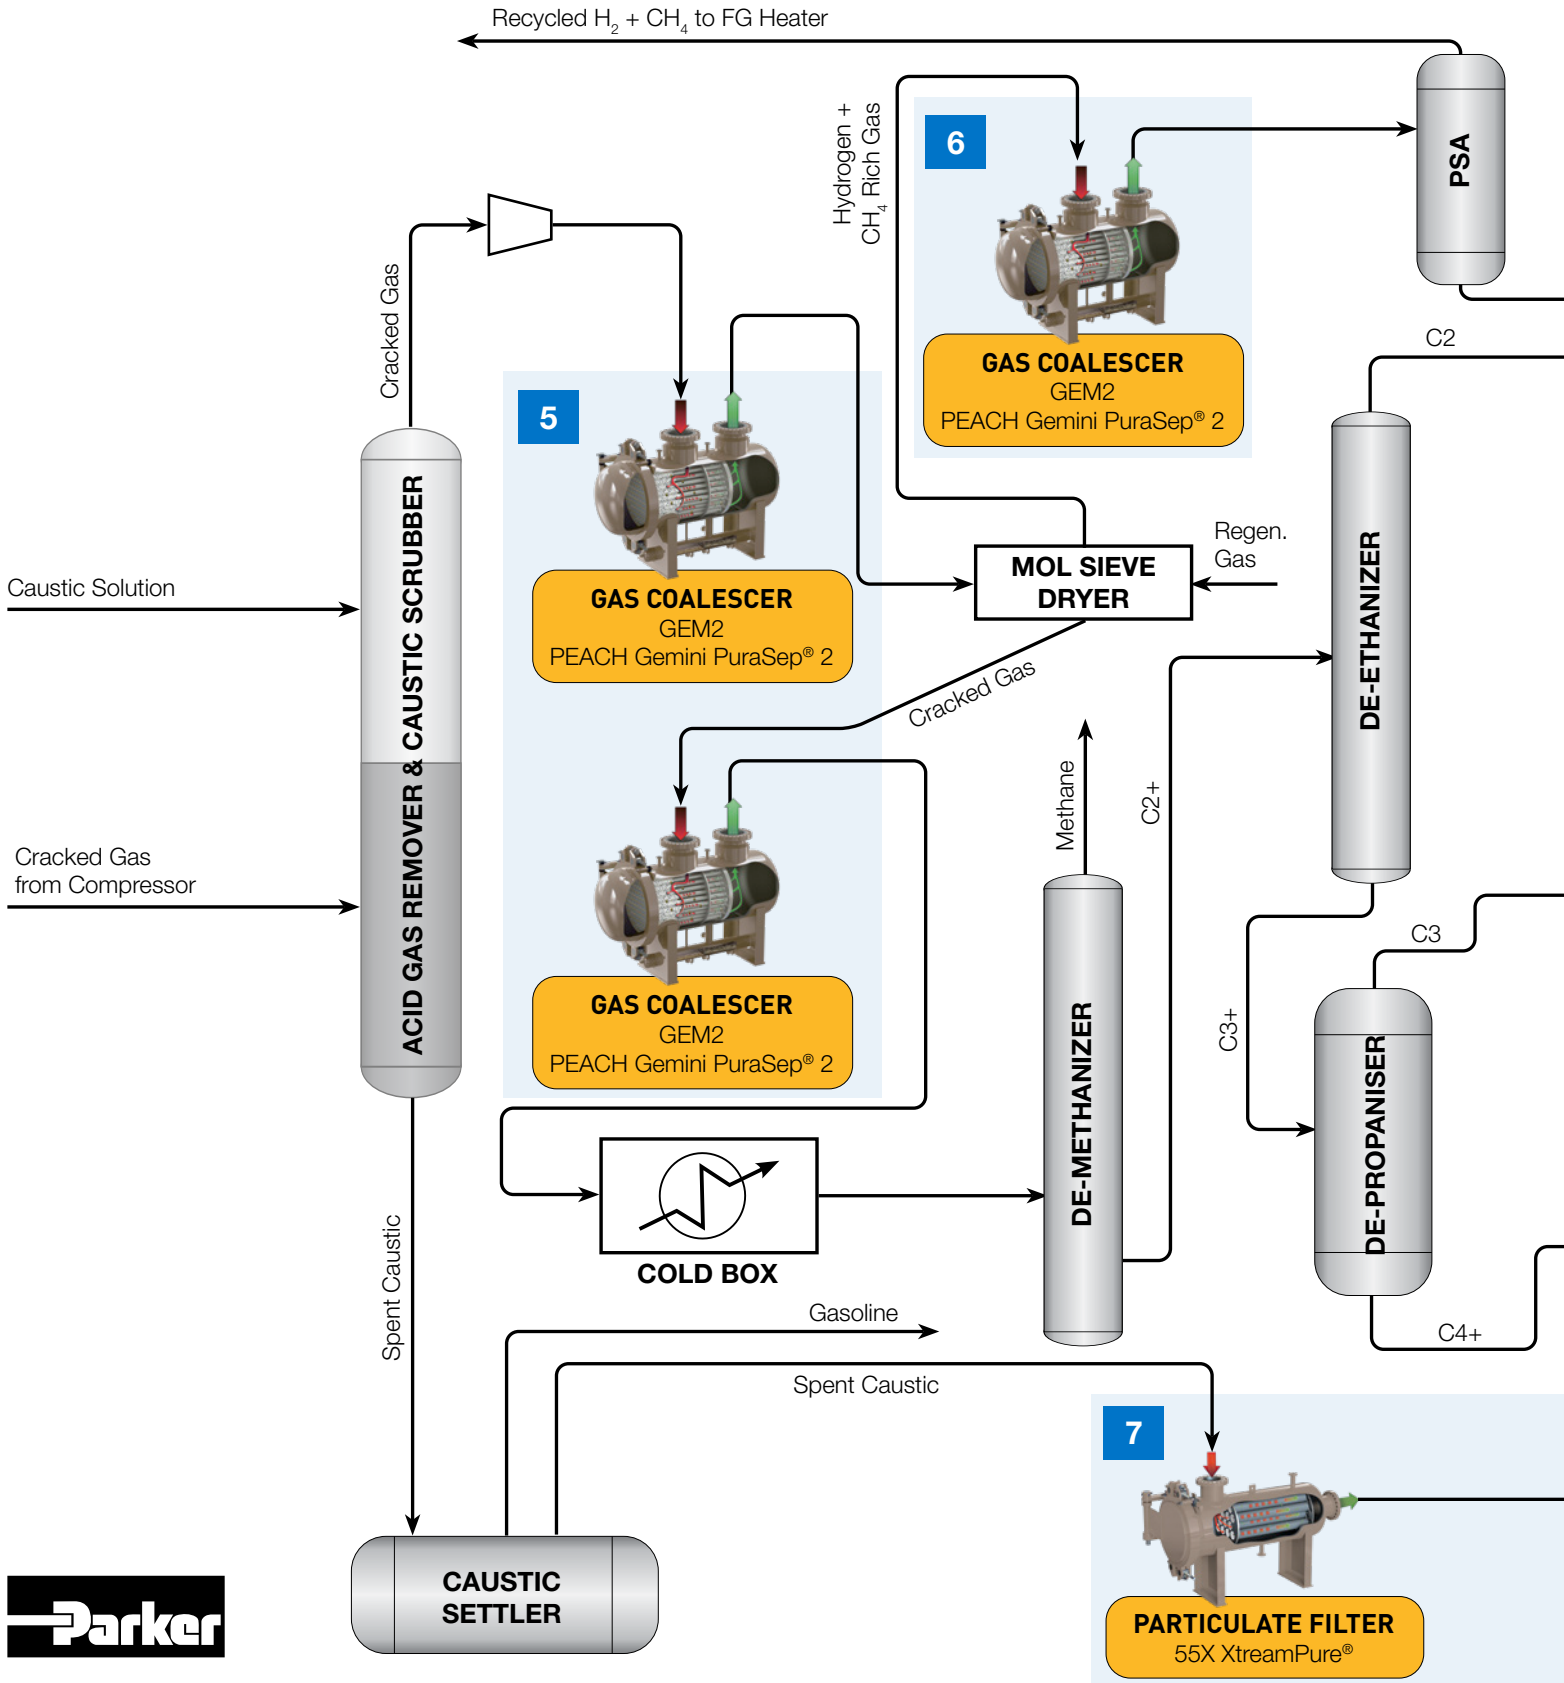 Recycled H2 + CH4 to FG Heater
PSA
Hydrogen +
CH4 Rich Gas
6
GAS COALESCER
GEM2
PEACH Gemini PuraSep® 2
C2
Cracked Gas
5
GAS COALESCER
GEM2
PEACH Gemini PuraSep® 2
MOL SIEVE
DRYER
Regen.
Gas
Caustic Solution
ACID GAS REMOVER & CAUSTIC SCRUBBER
DE-ETHANIZER
Cracked Gas
Methane
C2+
Cracked Gas
from Compressor
GAS COALESCER
GEM2
PEACH Gemini PuraSep® 2
C3
C3+
DE-METHANIZER
DE-PROPANISER
COLD BOX
Spent Caustic
Gasoline
C4+
Spent Caustic
7
CAUSTIC
SETTLER
PARTICULATE FILTER
55X XtreamPure®
Parker